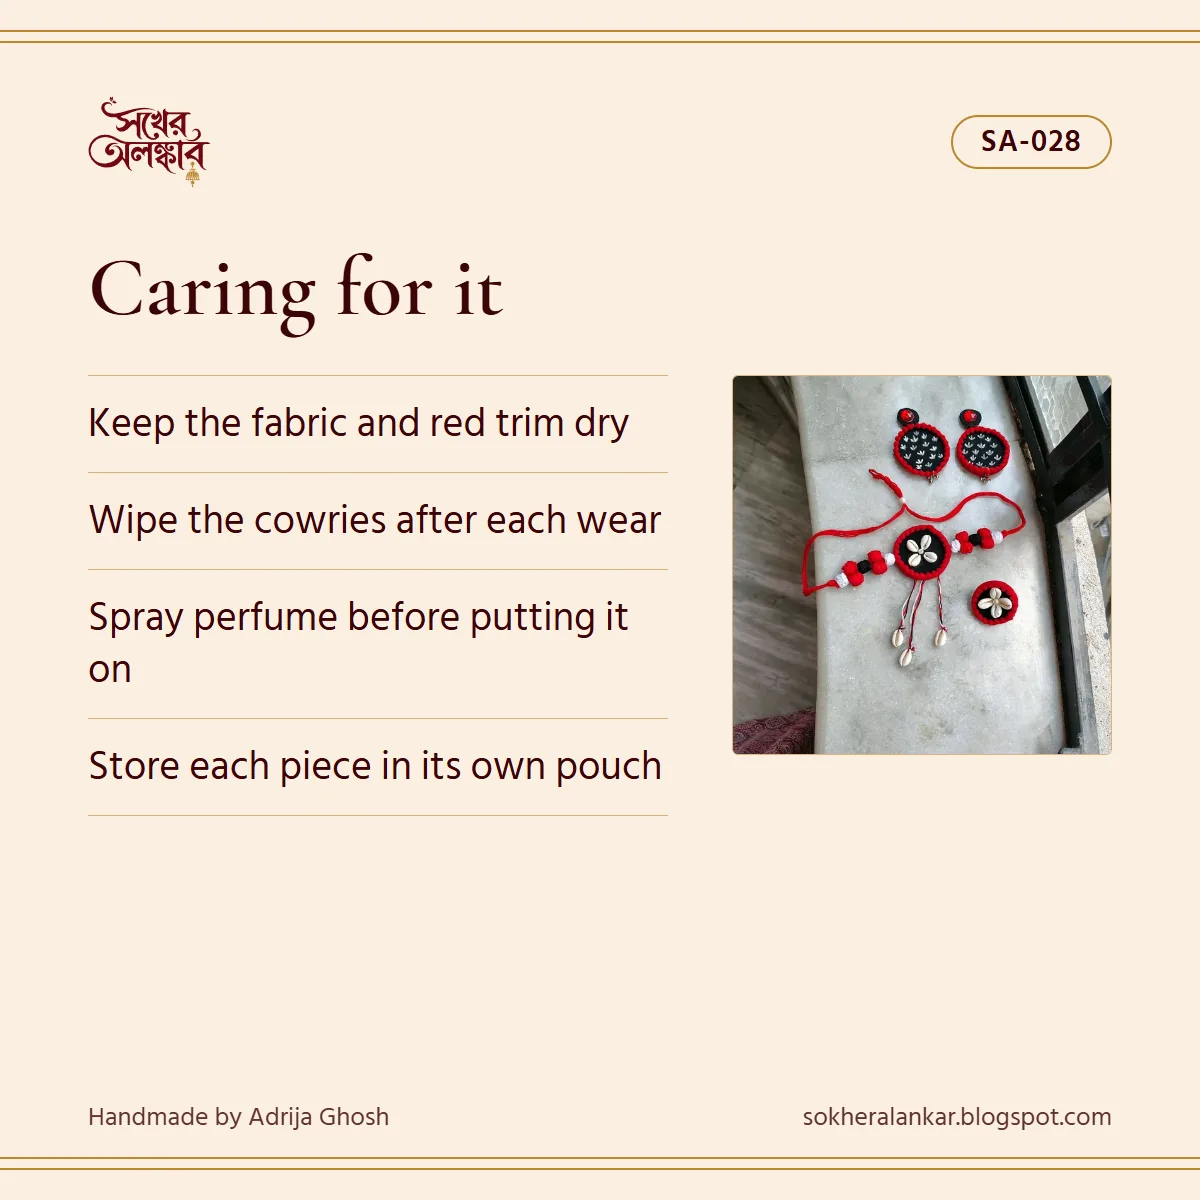 সখের
অলঙ্কার
SA-028
Caring for it
Keep the fabric and red trim dry
Wipe the cowries after each wear
Spray perfume before putting it
on
Store each piece in its own pouch
Handmade by Adrija Ghosh
sokheralankar.blogspot.com